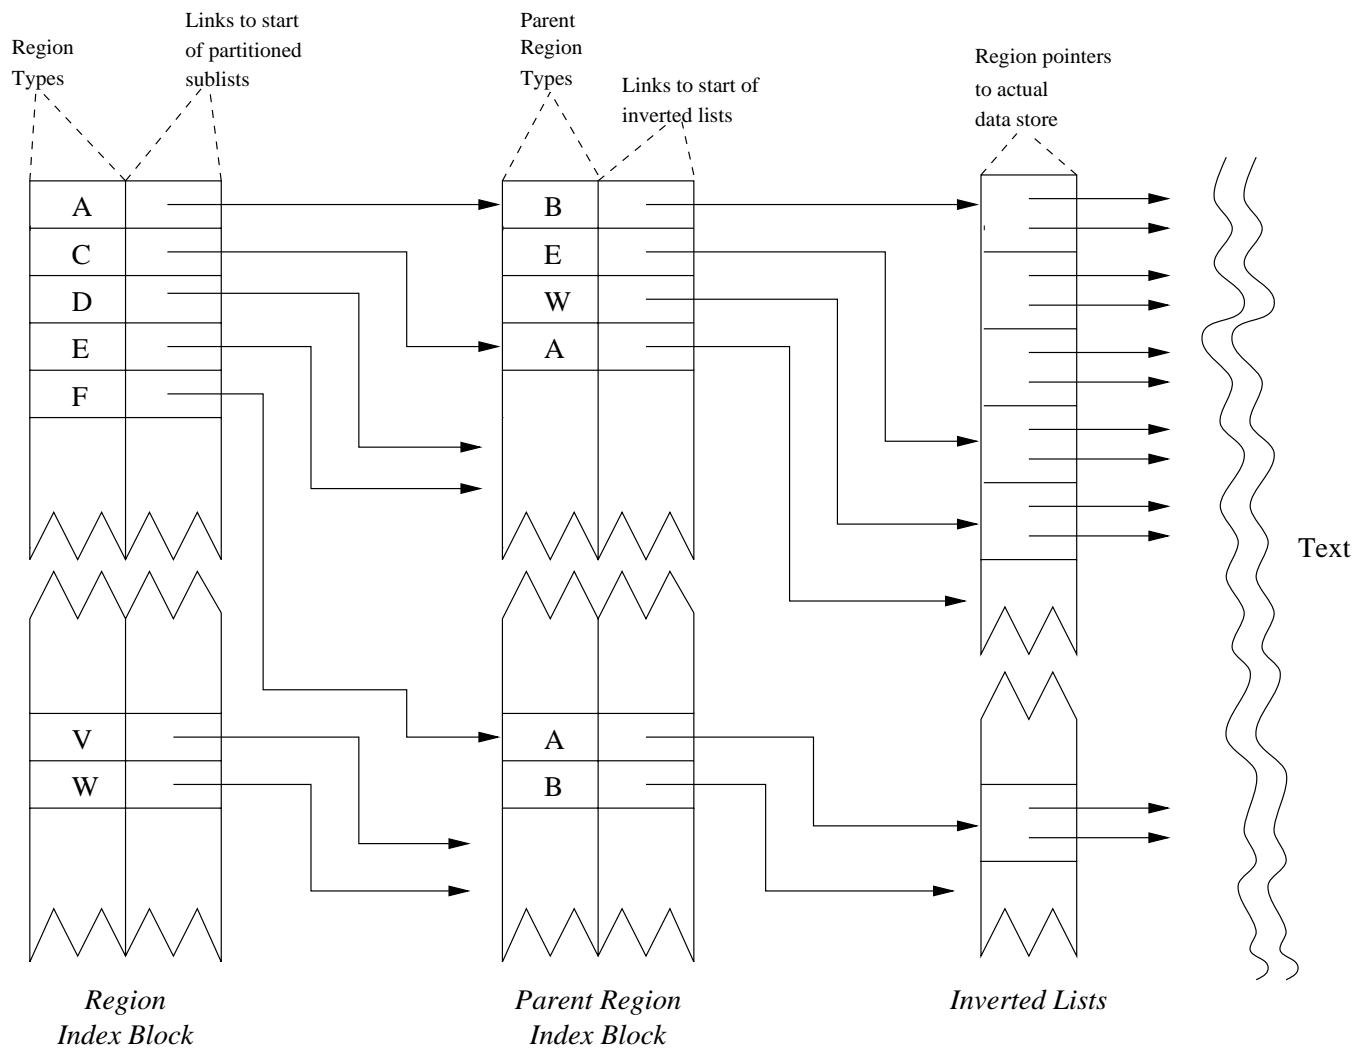 Region
Types
Links to start
of partitioned
sublists
Parent
Region
Types
Links to start of
inverted lists
Region pointers
to actual
data store
A
C
D
E
F
V
W
B
E
W
A
A
B
Text
Region
Index Block
Parent Region
Index Block
Inverted Lists